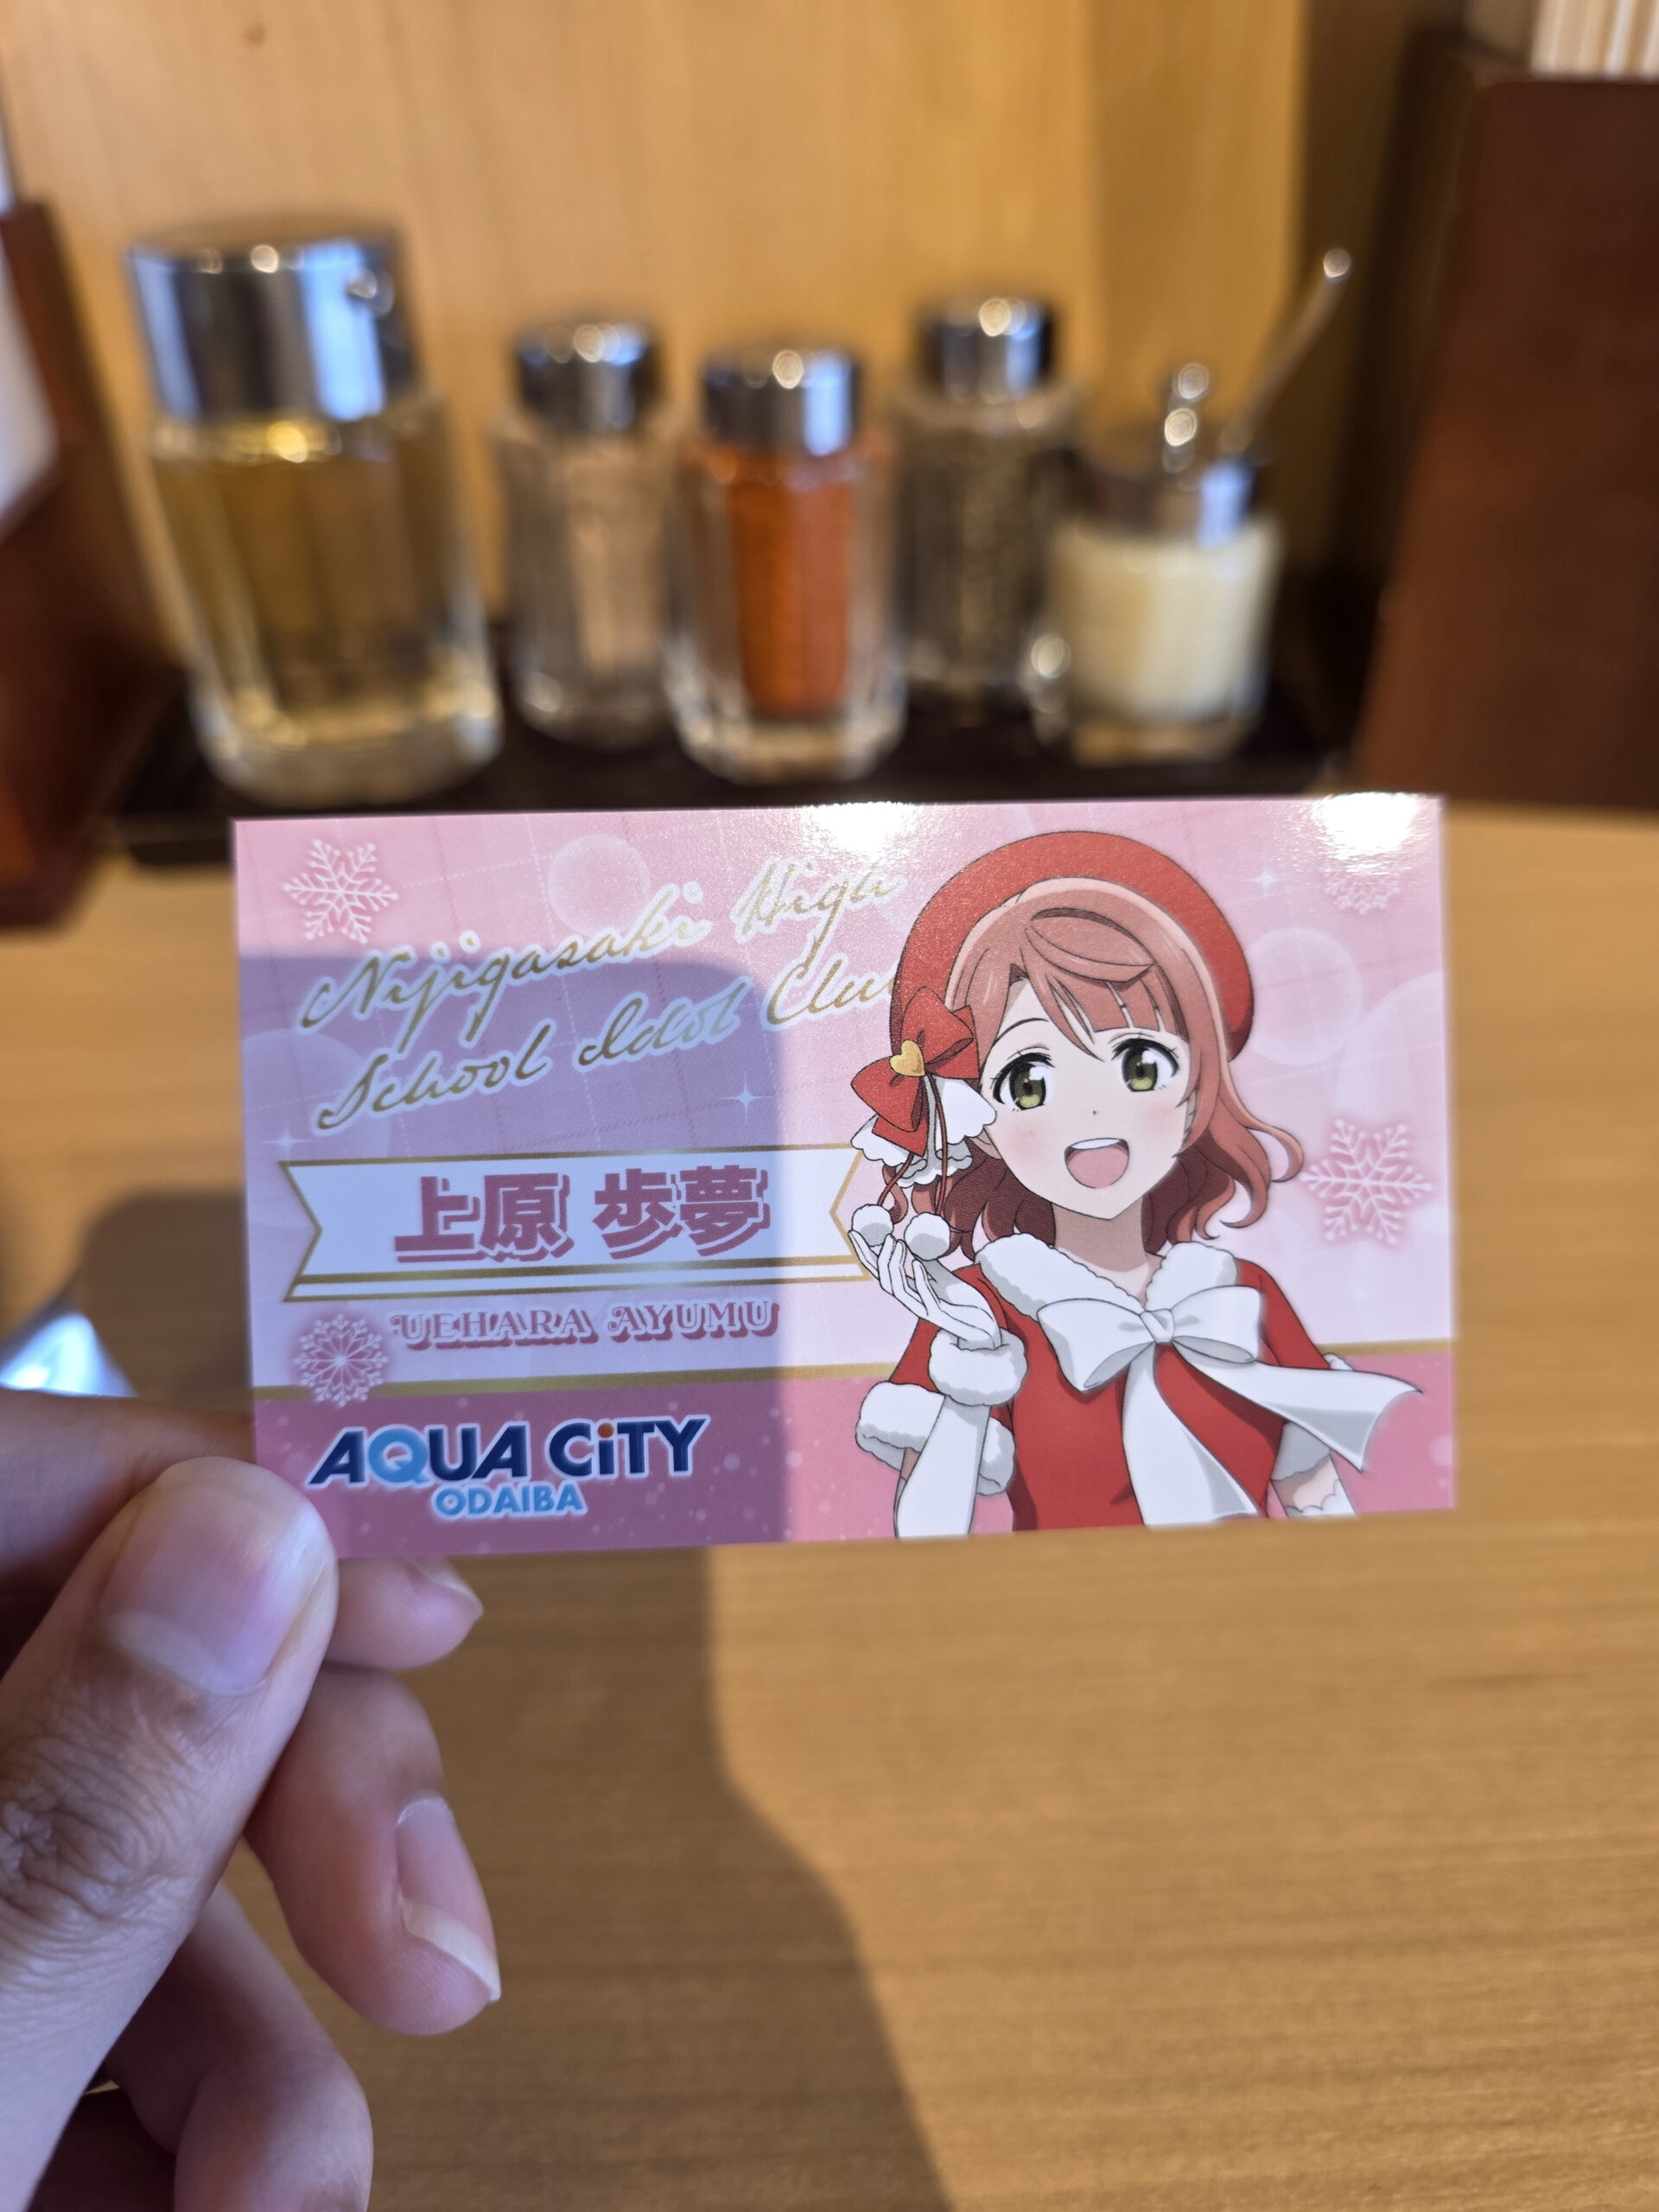 Nijigasaki High
School Idol Club
上原 歩夢
UEHARA AYUMU
AQUA CiTY
ODAIBA